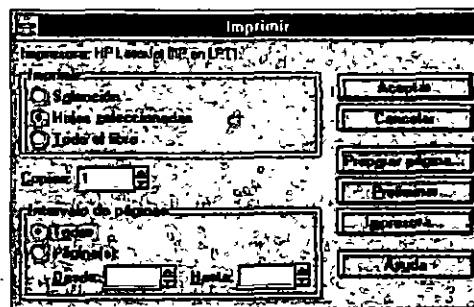 Imprimir
Impresora: HP LaserJet IIIP en LPT1:
Imprimir
Selección
Hojas seleccionadas
Todo el libro
Aceptar
Cancelar
Preparar página...
Preliminar
Impresora...
Ayuda
Copias: 1
Intervalo de páginas
Todas
Página(s):
Desde:
Hasta: